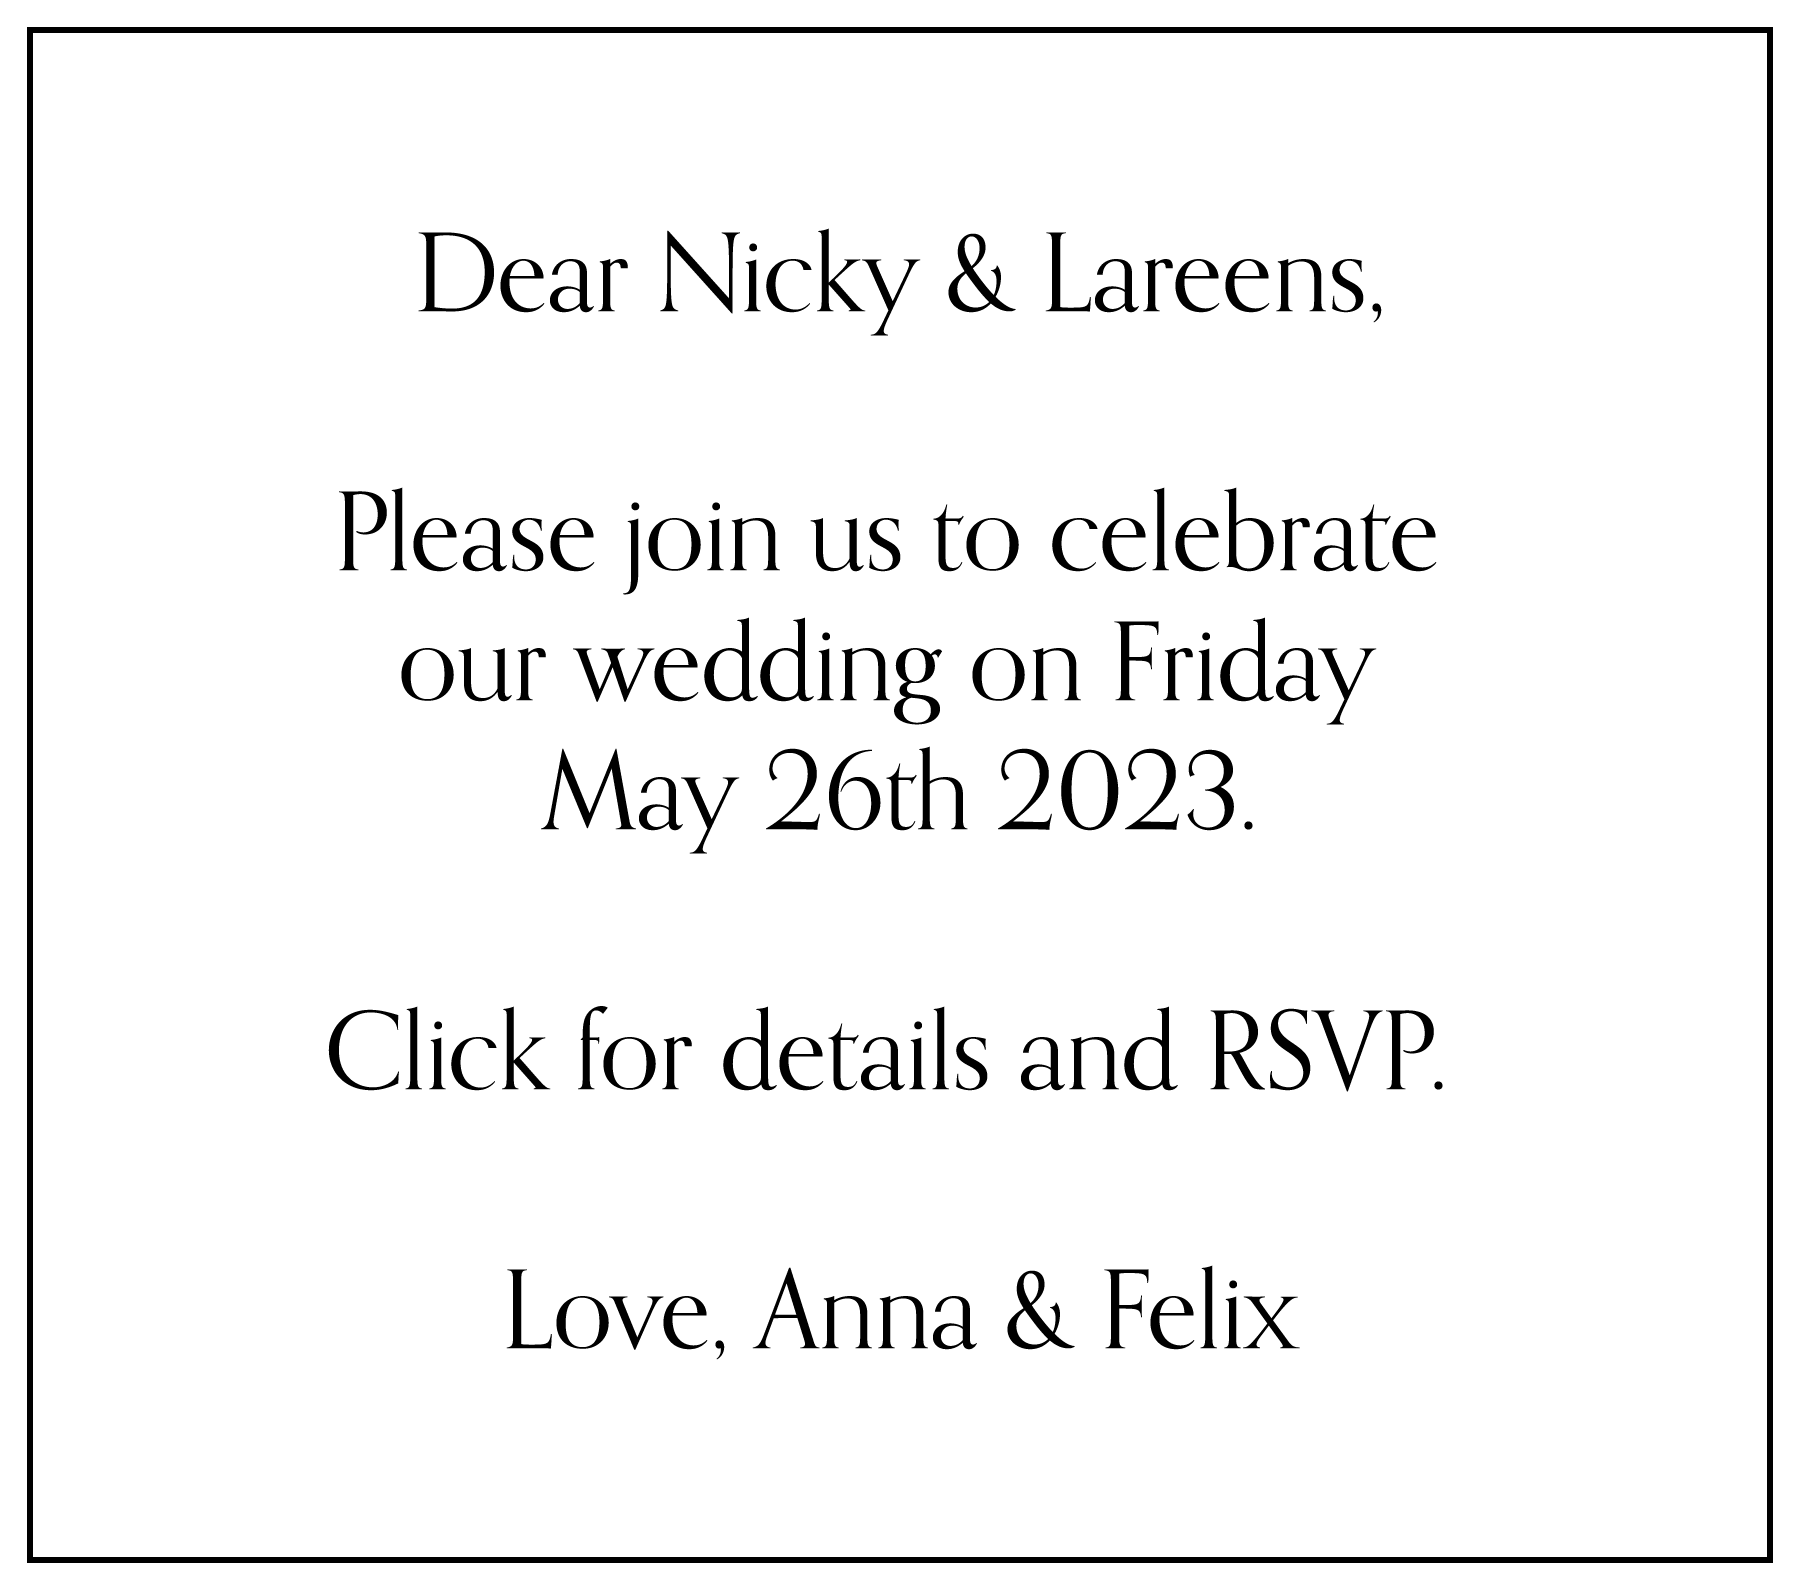 Dear Nicky & Lareens,
Please join us to celebrate
our wedding on Friday
May 26th 2023.
Click for details and RSVP.
Love, Anna & Felix